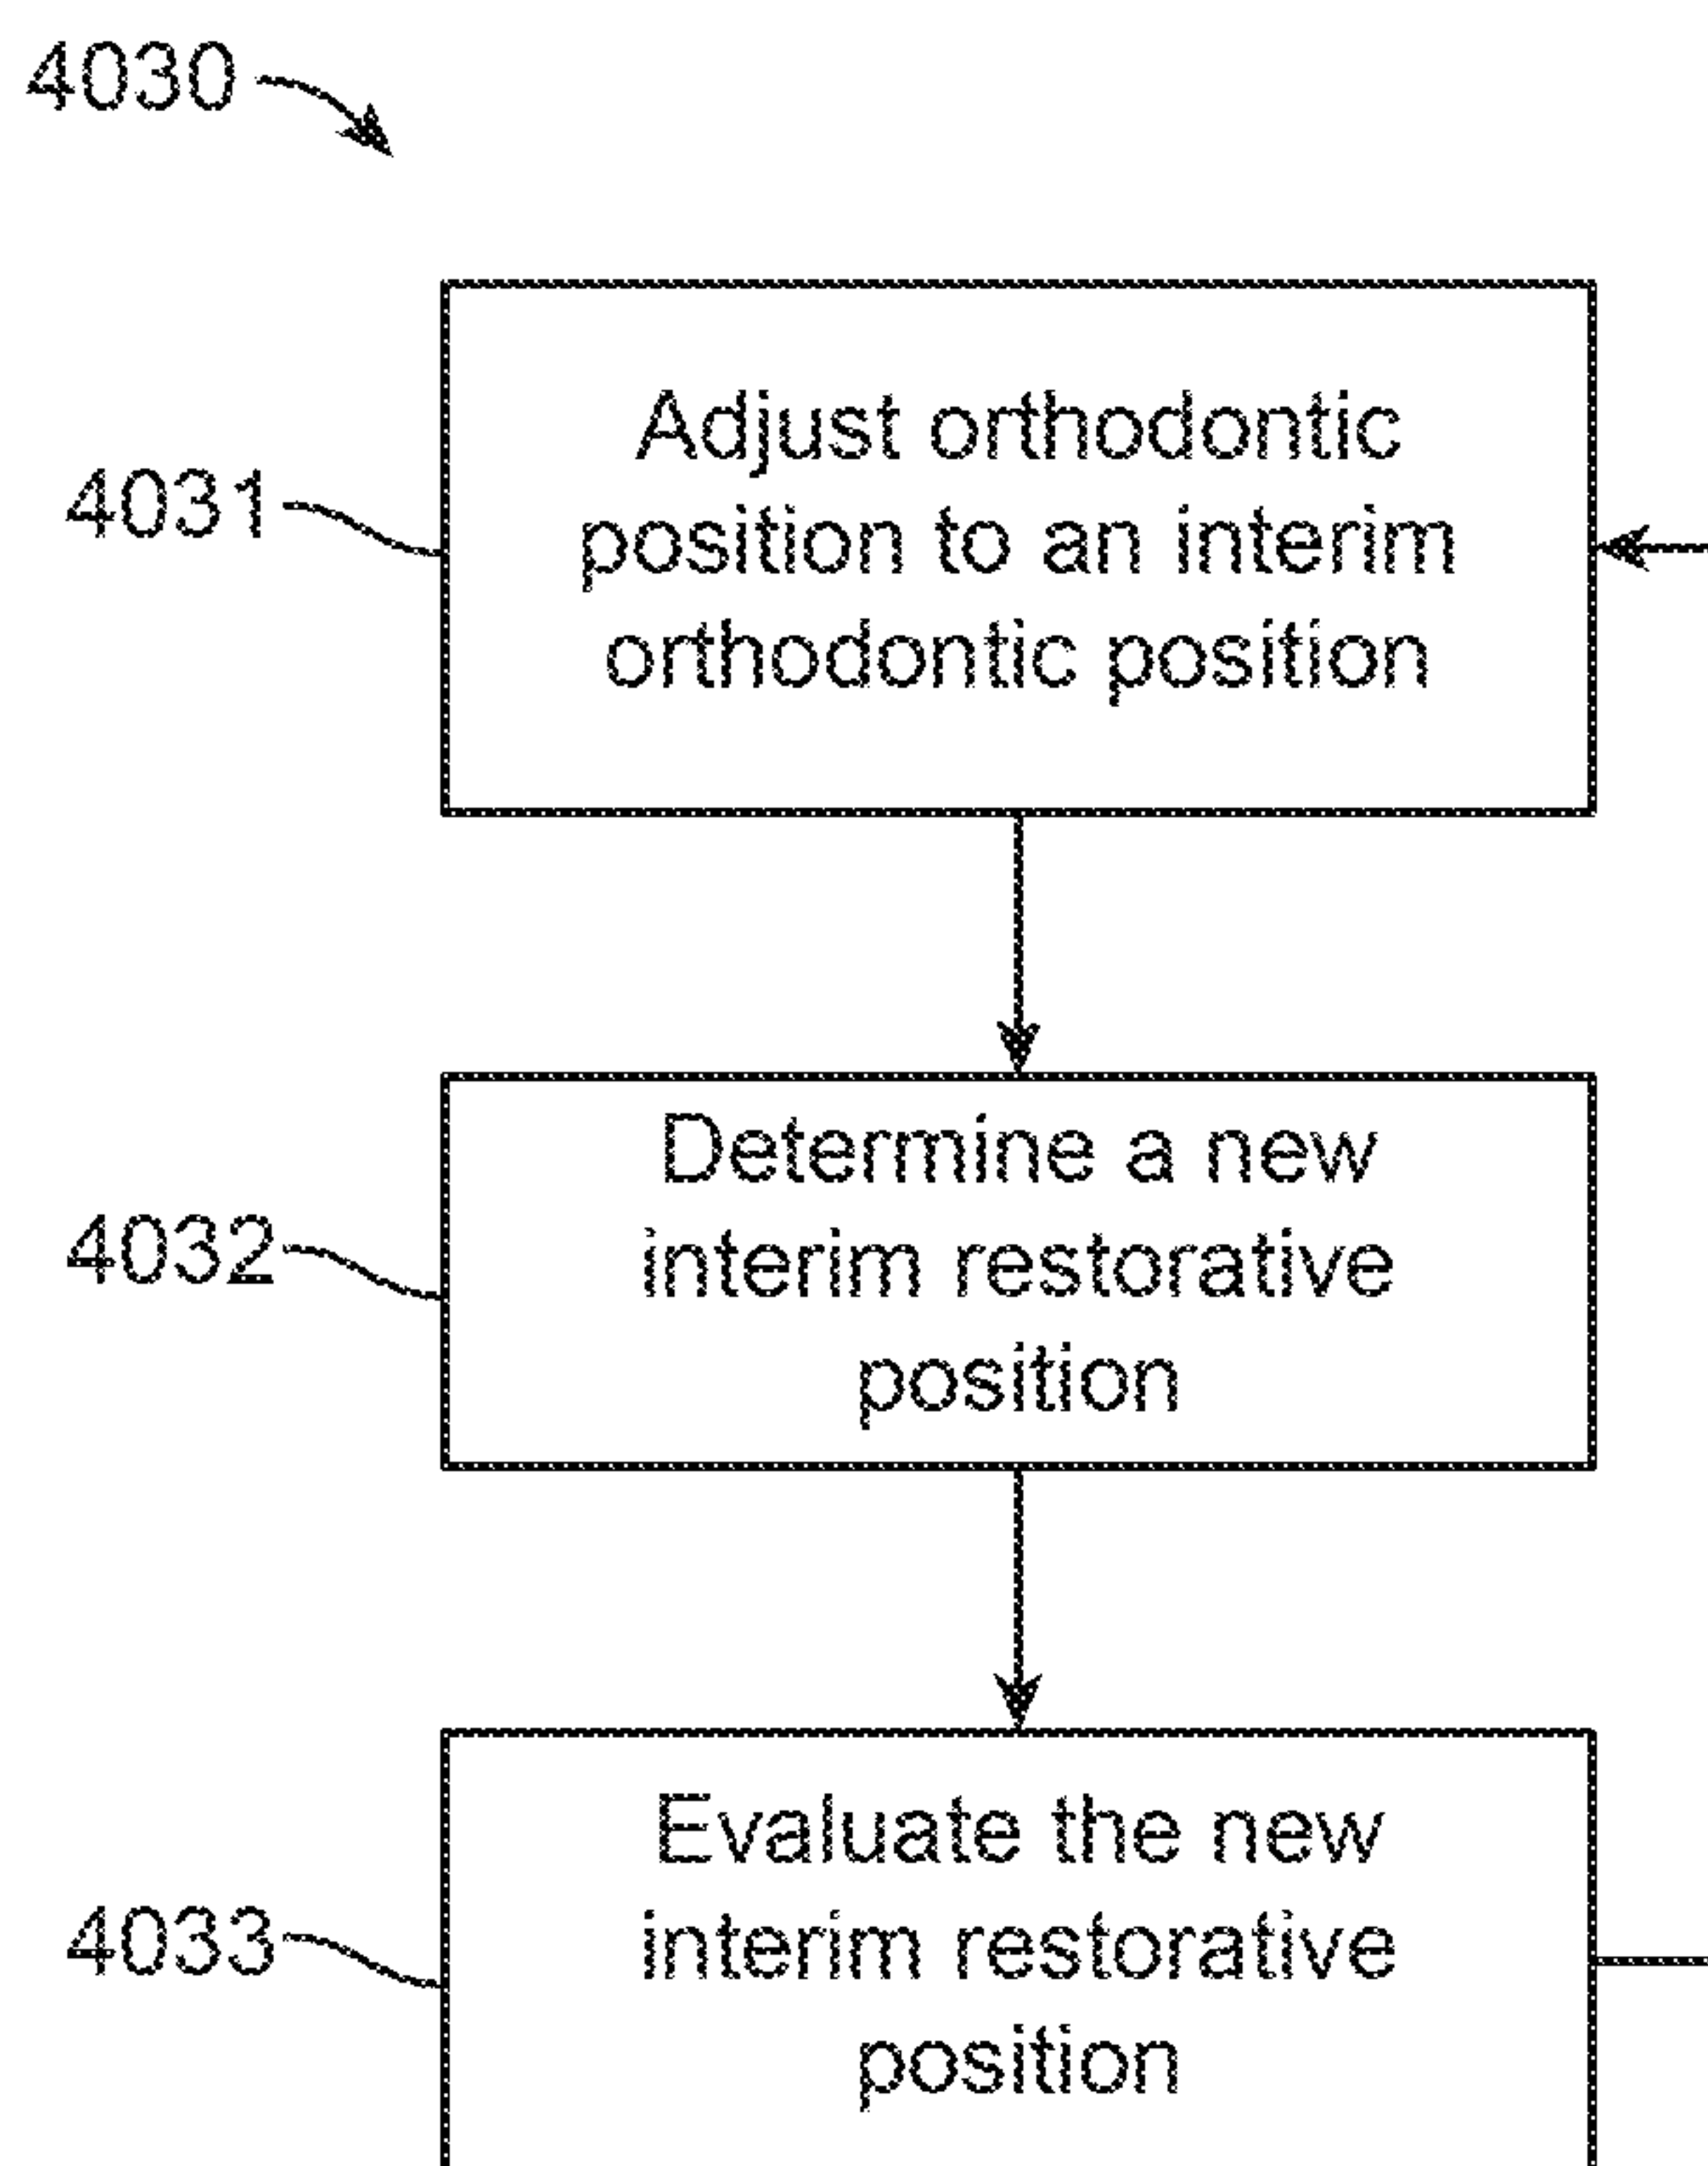 4030
4031
Adjust orthodontic
position to an interim
orthodontic position
4032
Determine a new
interim restorative
position
4033
Evaluate the new
interim restorative
position